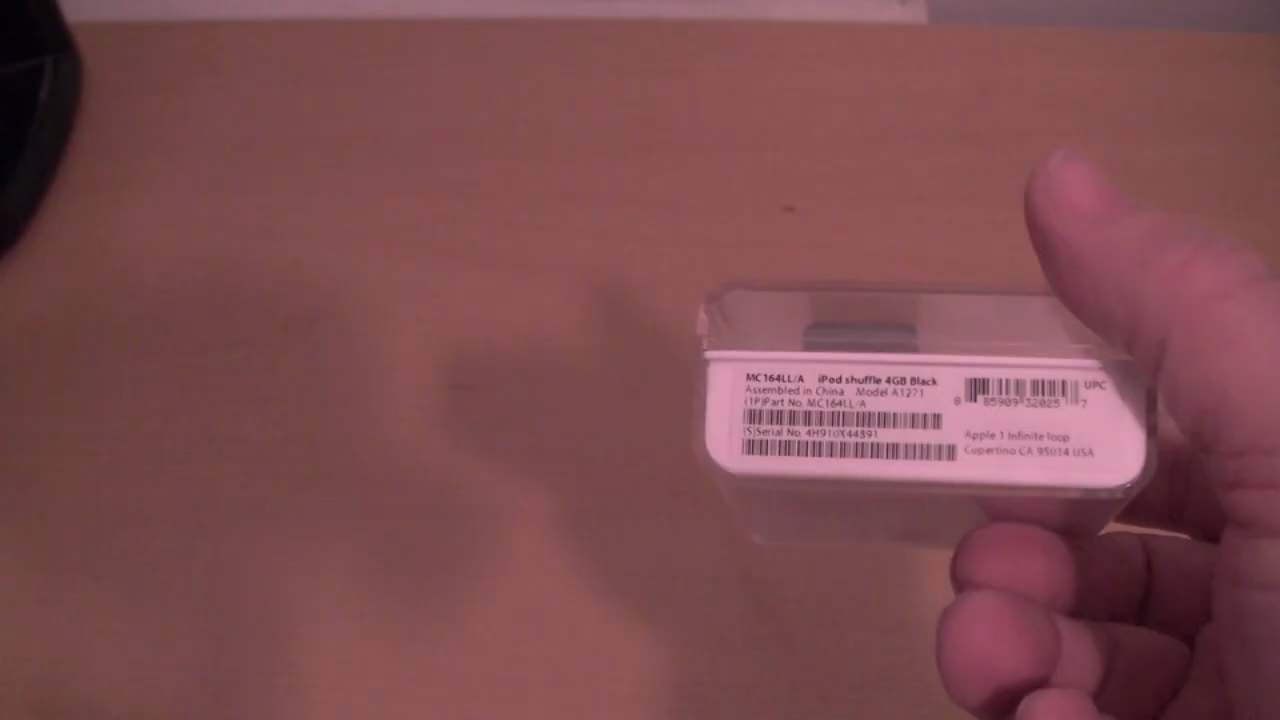 MC164LL/A iPod shuffle 4GB Black
Assembled in China Model A1271
(1P)Part No. MC164LL/A
(S)Serial No. 4H910X44891
UPC
8 85909 32025 7
Apple 1 Infinite loop
Cupertino CA 95014 USA